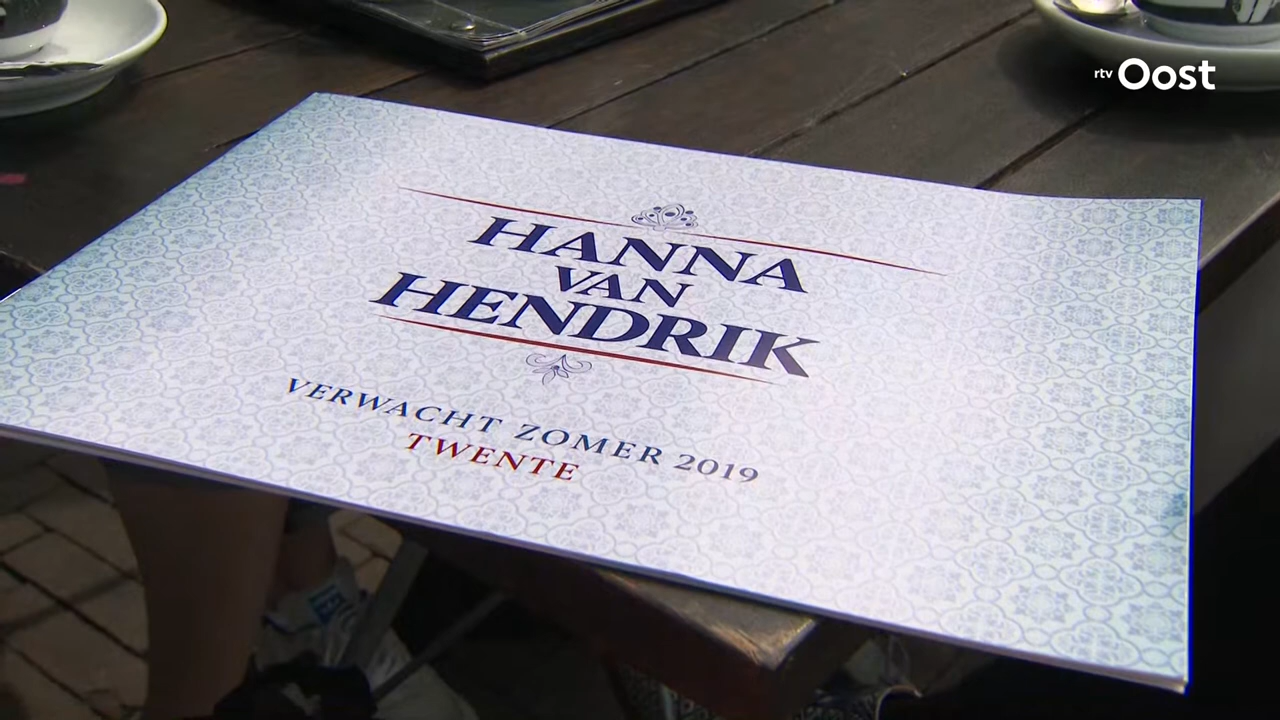 rtv Oost
HANNA
VAN
HENDRIK
VERWACHT ZOMER 2019
TWENTE